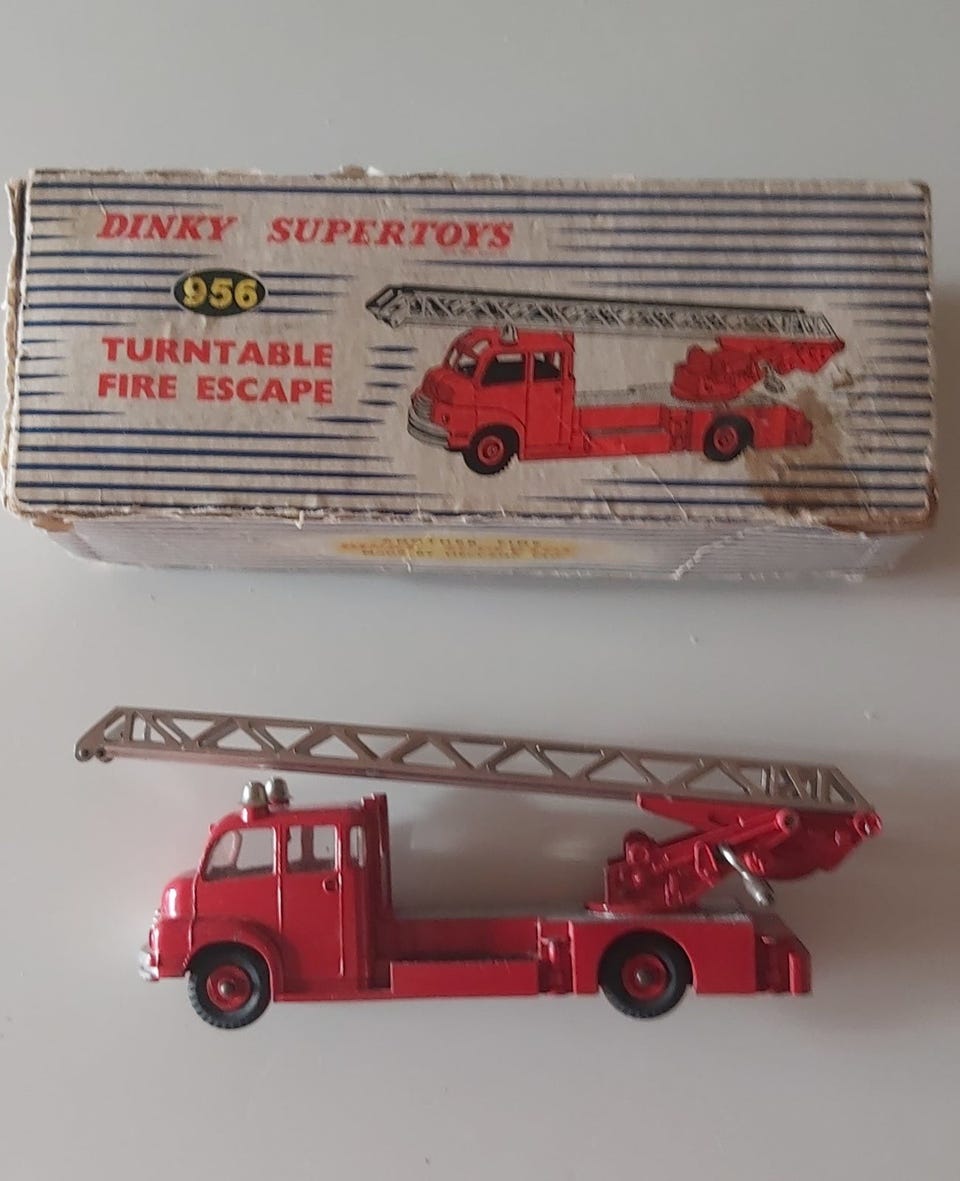 DINKY SUPERTOYS
956
TURNTABLE
FIRE ESCAPE